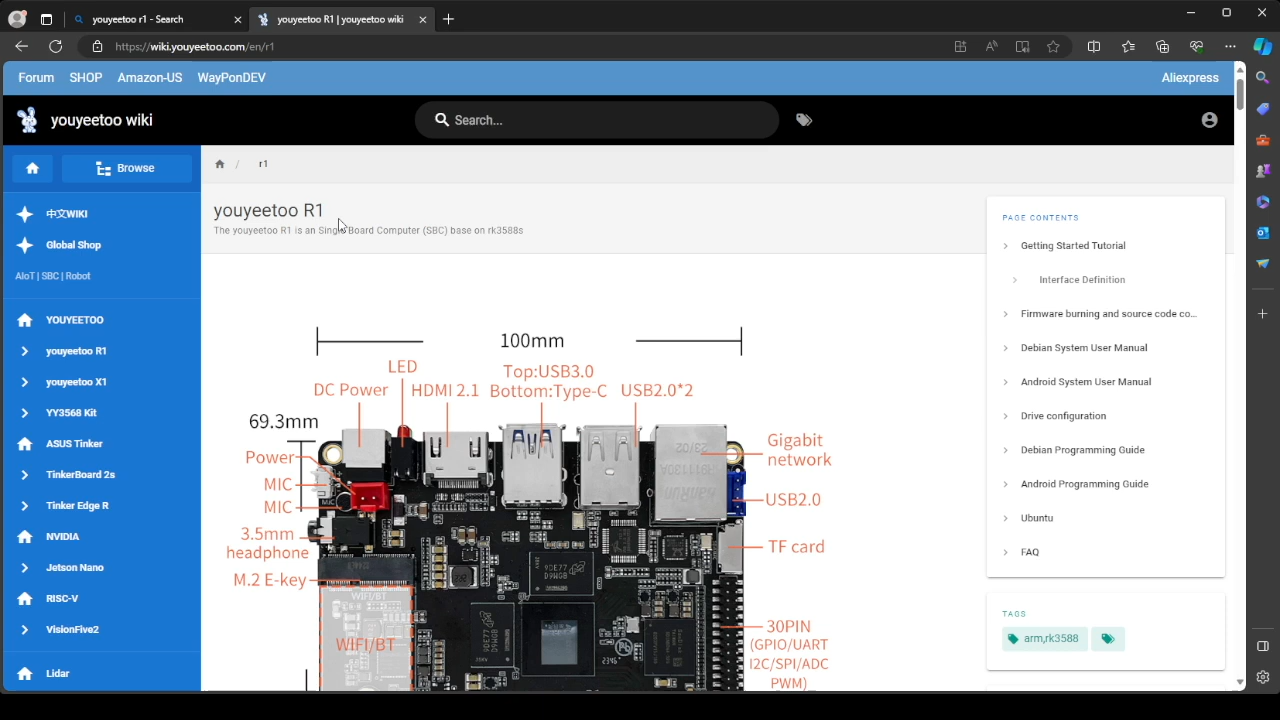 youyeetoo r1 - Search
youyeetoo R1 | youyeetoo wiki
https://wiki.youyeetoo.com/en/r1
Forum SHOP Amazon-US WayPonDEV Aliexpress
youyeetoo wiki
Search...
Browse
r1
中文WIKI
Global Shop
AIoT | SBC | Robot
YOUYEETOO
youyeetoo R1
youyeetoo X1
YY3568 Kit
ASUS Tinker
TinkerBoard 2s
Tinker Edge R
NVIDIA
Jetson Nano
RISC-V
VisionFive2
Lidar
youyeetoo R1
The youyeetoo R1 is an Single Board Computer (SBC) base on rk3588s
100mm
LED
Top:USB3.0
DC Power HDMI 2.1 Bottom:Type-C USB2.0*2
69.3mm
Power
MIC
MIC
3.5mm
headphone
M.2 E-key
WIFI/BT
WIFI/BT
Gigabit
network
USB2.0
TF card
30PIN
(GPIO/UART
I2C/SPI/ADC
PWM)
PAGE CONTENTS
Getting Started Tutorial
Interface Definition
Firmware burning and source code co...
Debian System User Manual
Android System User Manual
Drive configuration
Debian Programming Guide
Android Programming Guide
Ubuntu
FAQ
TAGS
arm,rk3588